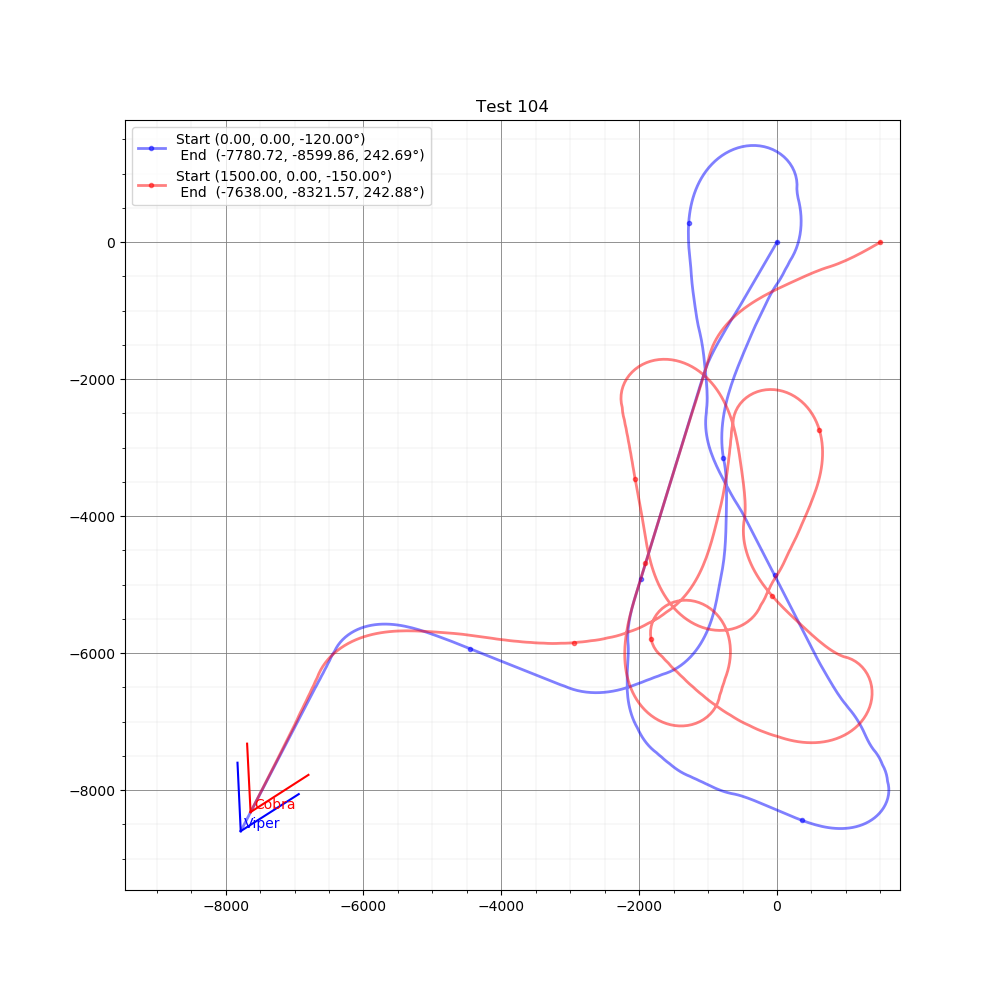 Test 104
Start (0.00, 0.00, -120.00°)
End  (-7780.72, -8599.86, 242.69°)
Start (1500.00, 0.00, -150.00°)
End  (-7638.00, -8321.57, 242.88°)
0
−2000
−4000
−6000
−8000
Cobra
Viper
−8000
−6000
−4000
−2000
0